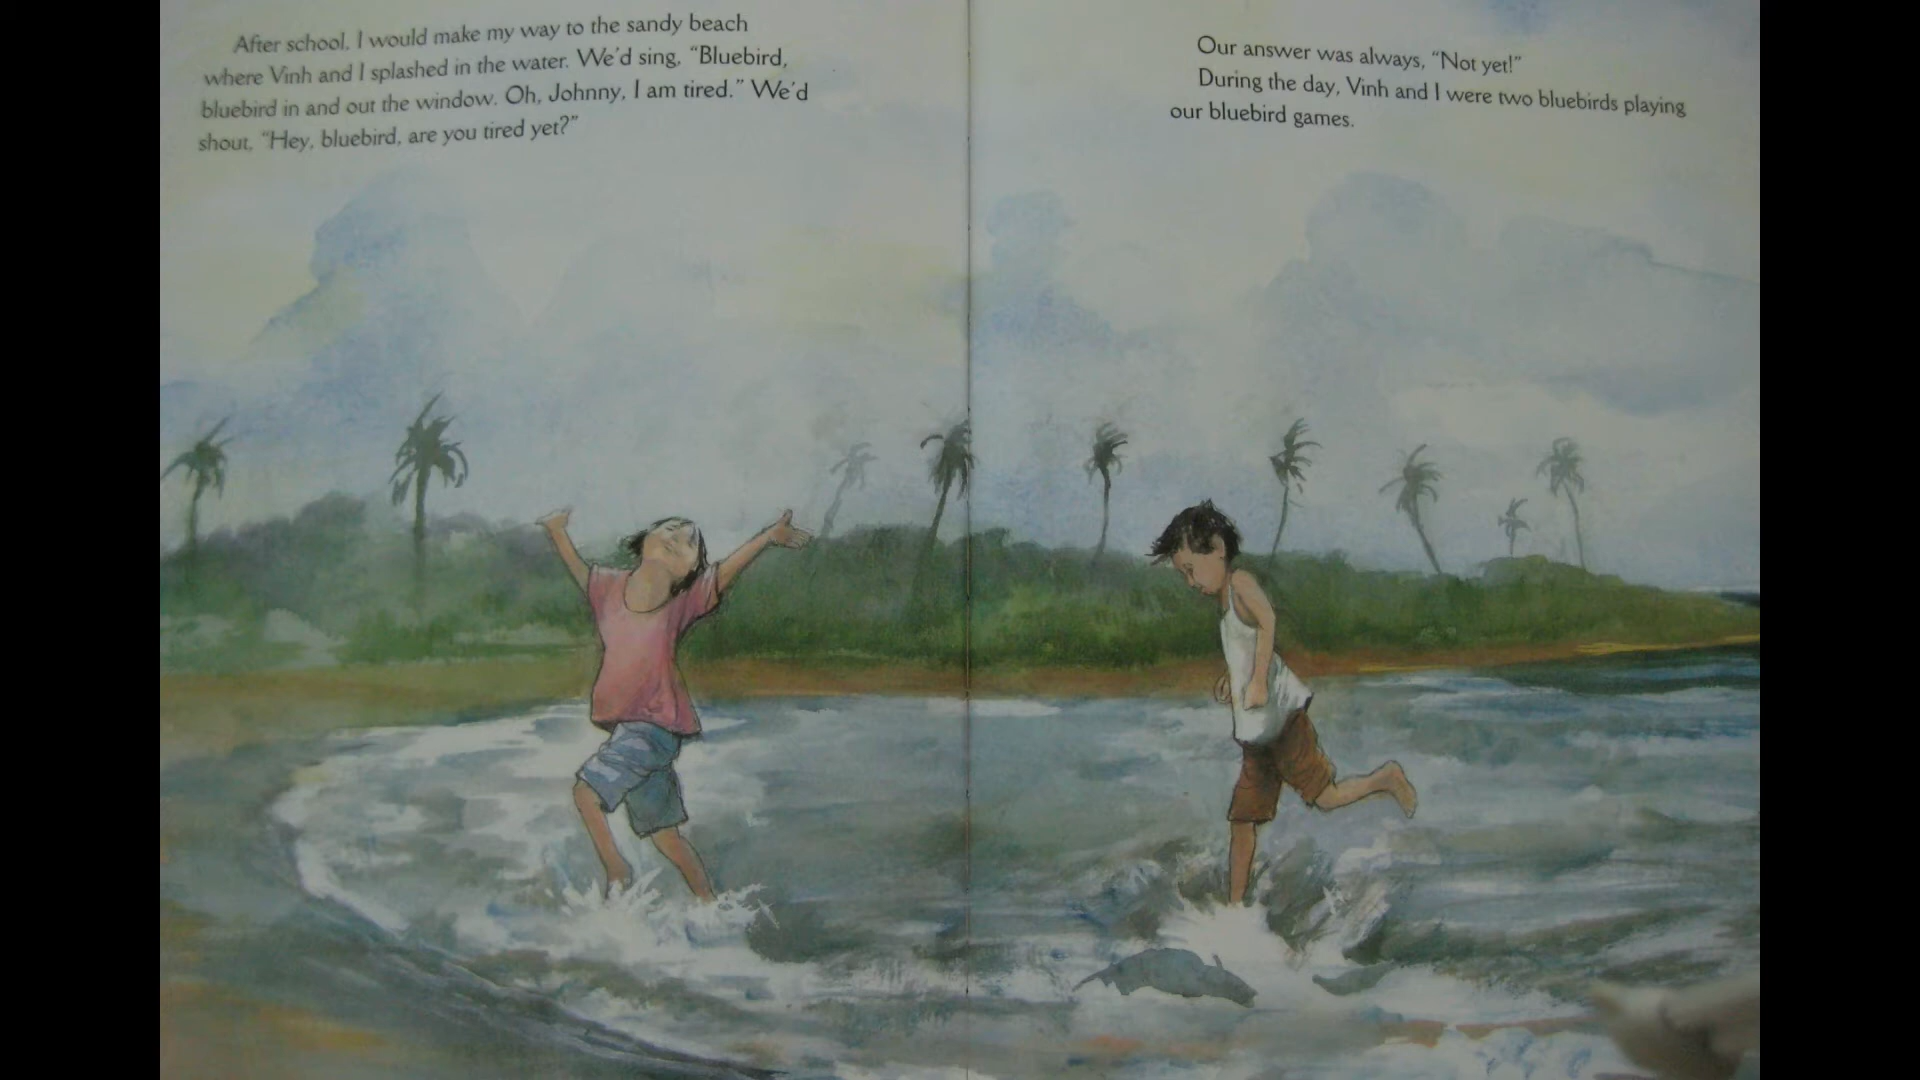 After school, I would make my way to the sandy beach
where Vinh and I splashed in the water. We'd sing, “Bluebird,
bluebird in and out the window. Oh, Johnny, I am tired.” We'd
shout, “Hey, bluebird, are you tired yet?”
Our answer was always, “Not yet!”
During the day, Vinh and I were two bluebirds playing
our bluebird games.